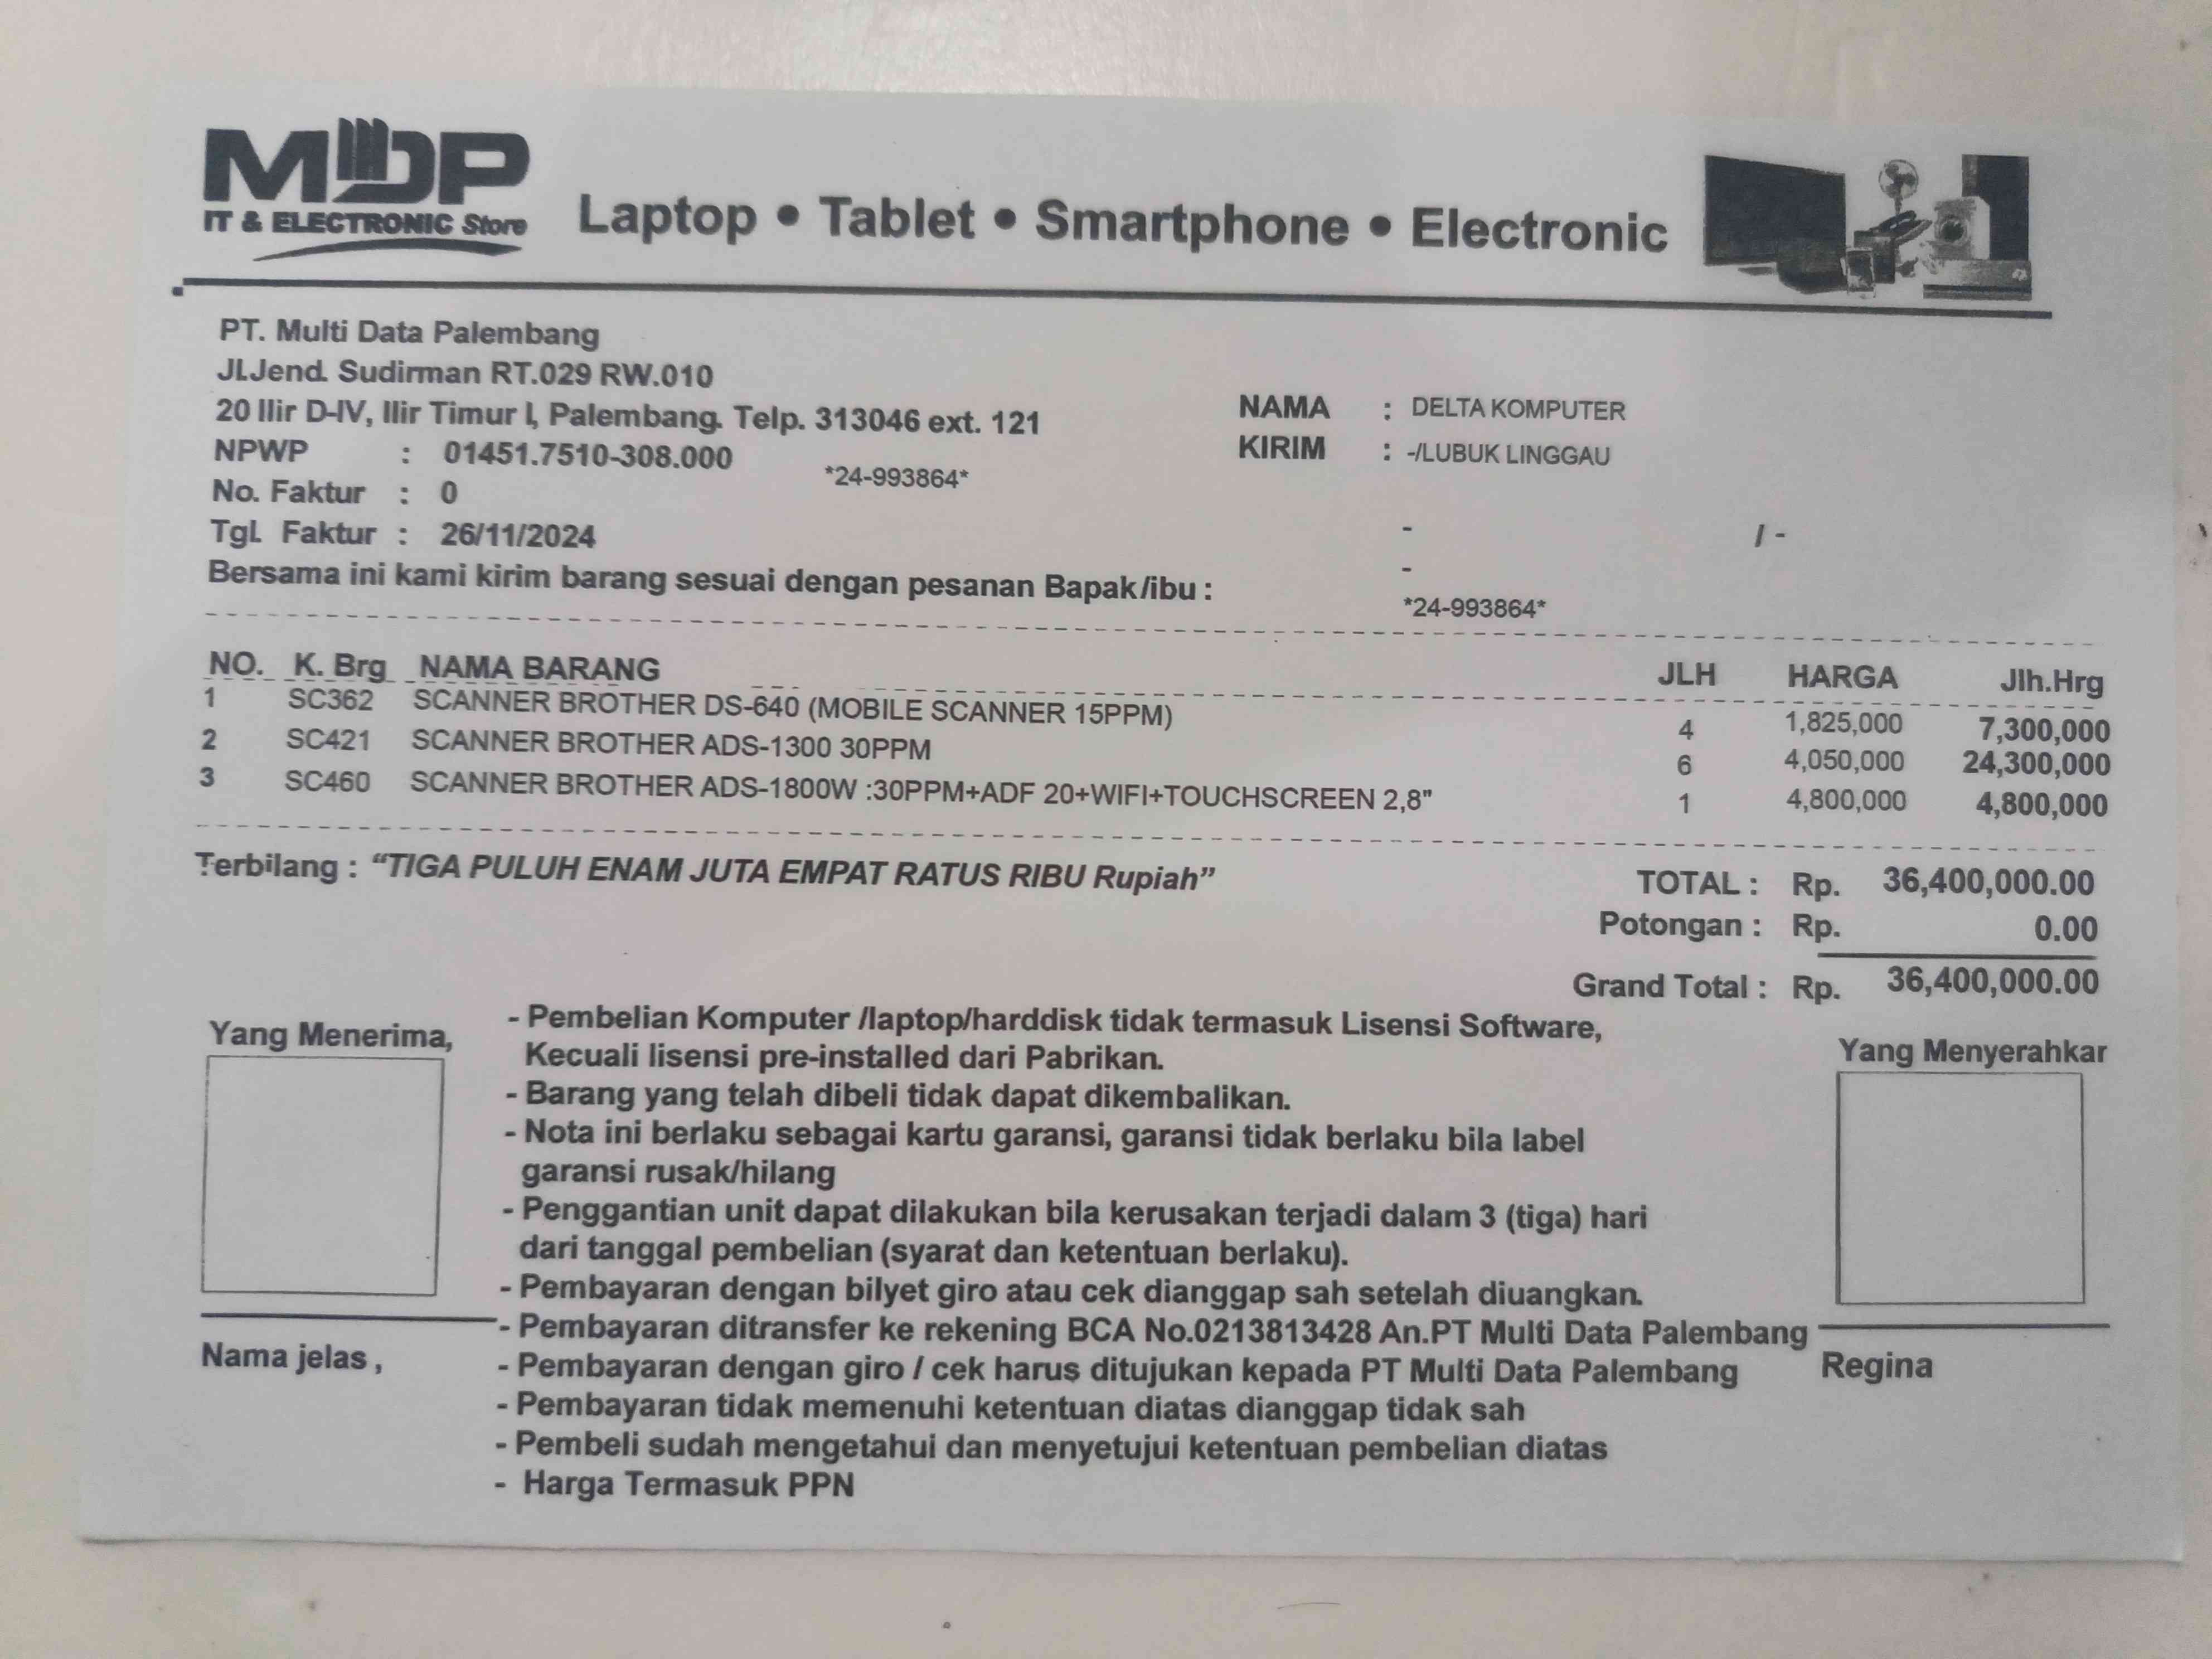 MDP
IT & ELECTRONIC Store
Laptop • Tablet • Smartphone • Electronic
PT. Multi Data Palembang
Jl.Jend. Sudirman RT.029 RW.010
20 Ilir D-IV, Ilir Timur I, Palembang. Telp. 313046 ext. 121
NPWP : 01451.7510-308.000
*24-993864*
No. Faktur : 0
Tgl. Faktur : 26/11/2024
Bersama ini kami kirim barang sesuai dengan pesanan Bapak/ibu :
NAMA : DELTA KOMPUTER
KIRIM : -/LUBUK LINGGAU
- / -
-
*24-993864*
NO. K. Brg NAMA BARANG JLH HARGA Jlh.Hrg
1 SC362 SCANNER BROTHER DS-640 (MOBILE SCANNER 15PPM) 4 1,825,000 7,300,000
2 SC421 SCANNER BROTHER ADS-1300 30PPM 6 4,050,000 24,300,000
3 SC460 SCANNER BROTHER ADS-1800W :30PPM+ADF 20+WIFI+TOUCHSCREEN 2,8" 1 4,800,000 4,800,000
Terbilang : “TIGA PULUH ENAM JUTA EMPAT RATUS RIBU Rupiah”
TOTAL : Rp. 36,400,000.00
Potongan : Rp. 0.00
Grand Total : Rp. 36,400,000.00
Yang Menerima,
Nama jelas ,
- Pembelian Komputer /laptop/harddisk tidak termasuk Lisensi Software,
Kecuali lisensi pre-installed dari Pabrikan.
- Barang yang telah dibeli tidak dapat dikembalikan.
- Nota ini berlaku sebagai kartu garansi, garansi tidak berlaku bila label
garansi rusak/hilang
- Penggantian unit dapat dilakukan bila kerusakan terjadi dalam 3 (tiga) hari
dari tanggal pembelian (syarat dan ketentuan berlaku).
- Pembayaran dengan bilyet giro atau cek dianggap sah setelah diuangkan.
- Pembayaran ditransfer ke rekening BCA No.0213813428 An.PT Multi Data Palembang
- Pembayaran dengan giro / cek harus ditujukan kepada PT Multi Data Palembang
- Pembayaran tidak memenuhi ketentuan diatas dianggap tidak sah
- Pembeli sudah mengetahui dan menyetujui ketentuan pembelian diatas
- Harga Termasuk PPN
Yang Menyerahkar
Regina